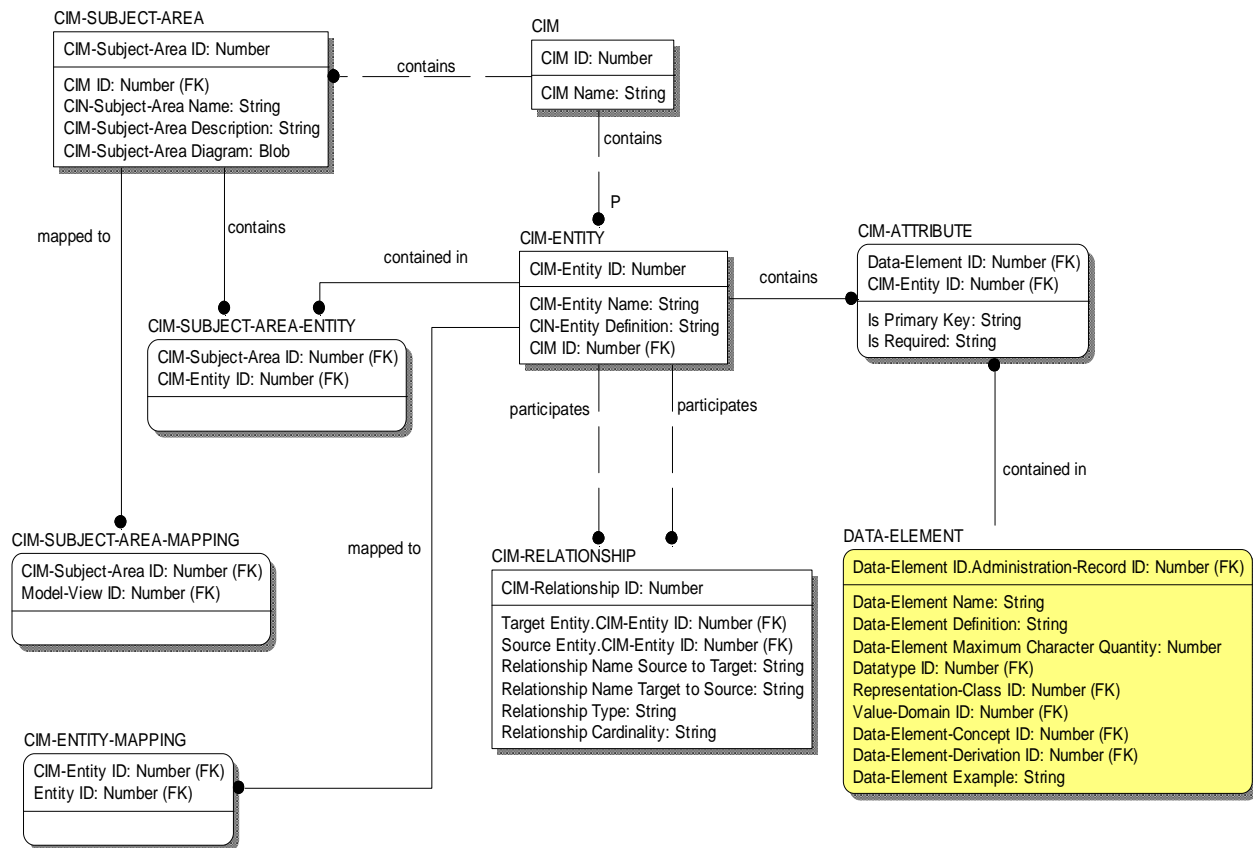 CIM-SUBJECT-AREA
CIM-Subject-Area ID: Number
CIM ID: Number (FK)
CIN-Subject-Area Name: String
CIM-Subject-Area Description: String
CIM-Subject-Area Diagram: Blob
contains
CIM
CIM ID: Number
CIM Name: String
contains
P
mapped to
contains
contained in
CIM-ENTITY
CIM-Entity ID: Number
CIM-Entity Name: String
CIN-Entity Definition: String
CIM ID: Number (FK)
contains
CIM-ATTRIBUTE
Data-Element ID: Number (FK)
CIM-Entity ID: Number (FK)
Is Primary Key: String
Is Required: String
CIM-SUBJECT-AREA-ENTITY
CIM-Subject-Area ID: Number (FK)
CIM-Entity ID: Number (FK)
participates
participates
contained in
CIM-SUBJECT-AREA-MAPPING
CIM-Subject-Area ID: Number (FK)
Model-View ID: Number (FK)
mapped to
CIM-RELATIONSHIP
CIM-Relationship ID: Number
Target Entity.CIM-Entity ID: Number (FK)
Source Entity.CIM-Entity ID: Number (FK)
Relationship Name Source to Target: String
Relationship Name Target to Source: String
Relationship Type: String
Relationship Cardinality: String
DATA-ELEMENT
Data-Element ID.Administration-Record ID: Number (FK)
Data-Element Name: String
Data-Element Definition: String
Data-Element Maximum Character Quantity: Number
Datatype ID: Number (FK)
Representation-Class ID: Number (FK)
Value-Domain ID: Number (FK)
Data-Element-Concept ID: Number (FK)
Data-Element-Derivation ID: Number (FK)
Data-Element Example: String
CIM-ENTITY-MAPPING
CIM-Entity ID: Number (FK)
Entity ID: Number (FK)